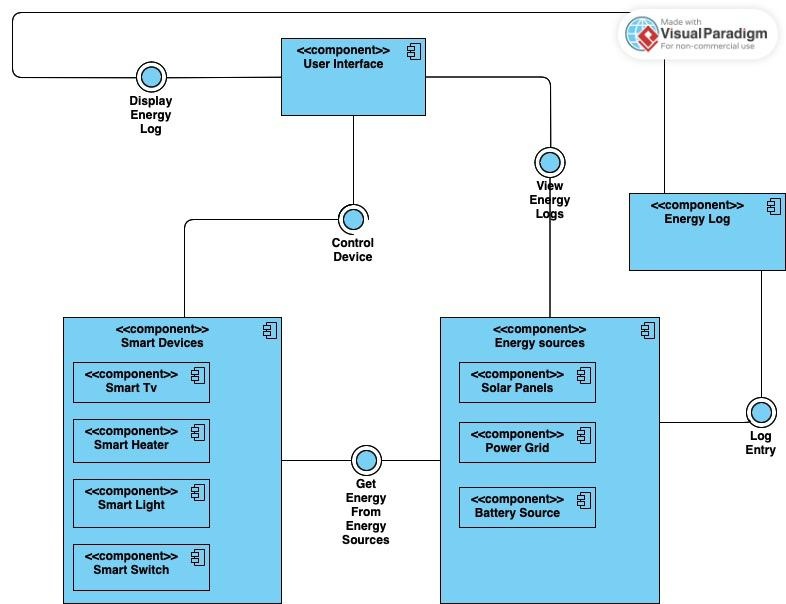 Made with
VisualParadigm
For non-commercial use
<<component>>
User Interface
Display
Energy
Log
View
Energy
Logs
<<component>>
Energy Log
Control
Device
<<component>>
Smart Devices
<<component>>
Smart Tv
<<component>>
Smart Heater
<<component>>
Smart Light
<<component>>
Smart Switch
Get
Energy
From
Energy
Sources
<<component>>
Energy sources
<<component>>
Solar Panels
<<component>>
Power Grid
<<component>>
Battery Source
Log
Entry